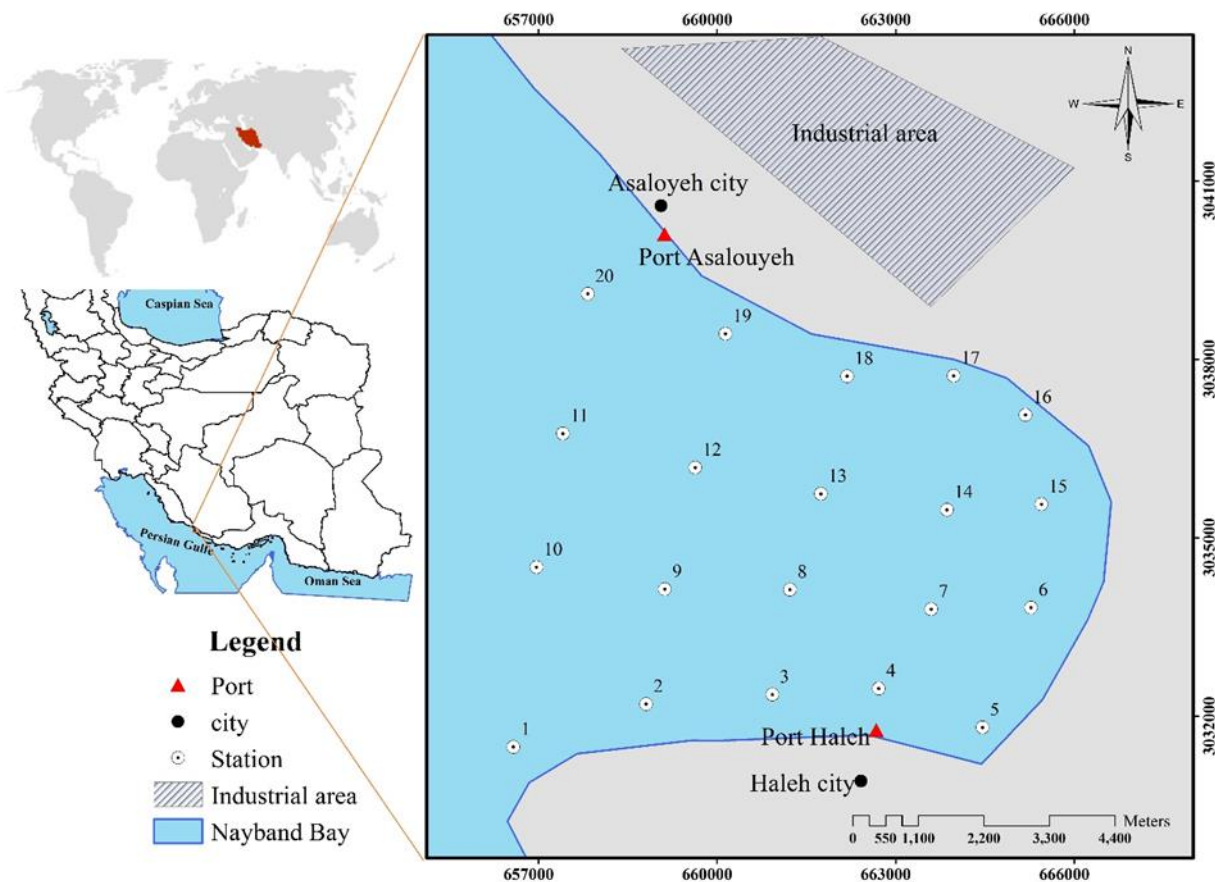 657000 660000 663000 666000
N
W E
S
Industrial area
Asaloyeh city
Port Asalouyeh
3041000
20
19
18
17
3038000
16
11
12
13
14
15
3035000
10
9
8
7
6
4
3
2
5
3032000
1
Port Haleh
Haleh city
Meters
0 550 1,100 2,200 3,300 4,400
657000 660000 663000 666000
Caspian Sea
Persian Gulfe
Oman Sea
Legend
Port
city
Station
Industrial area
Nayband Bay